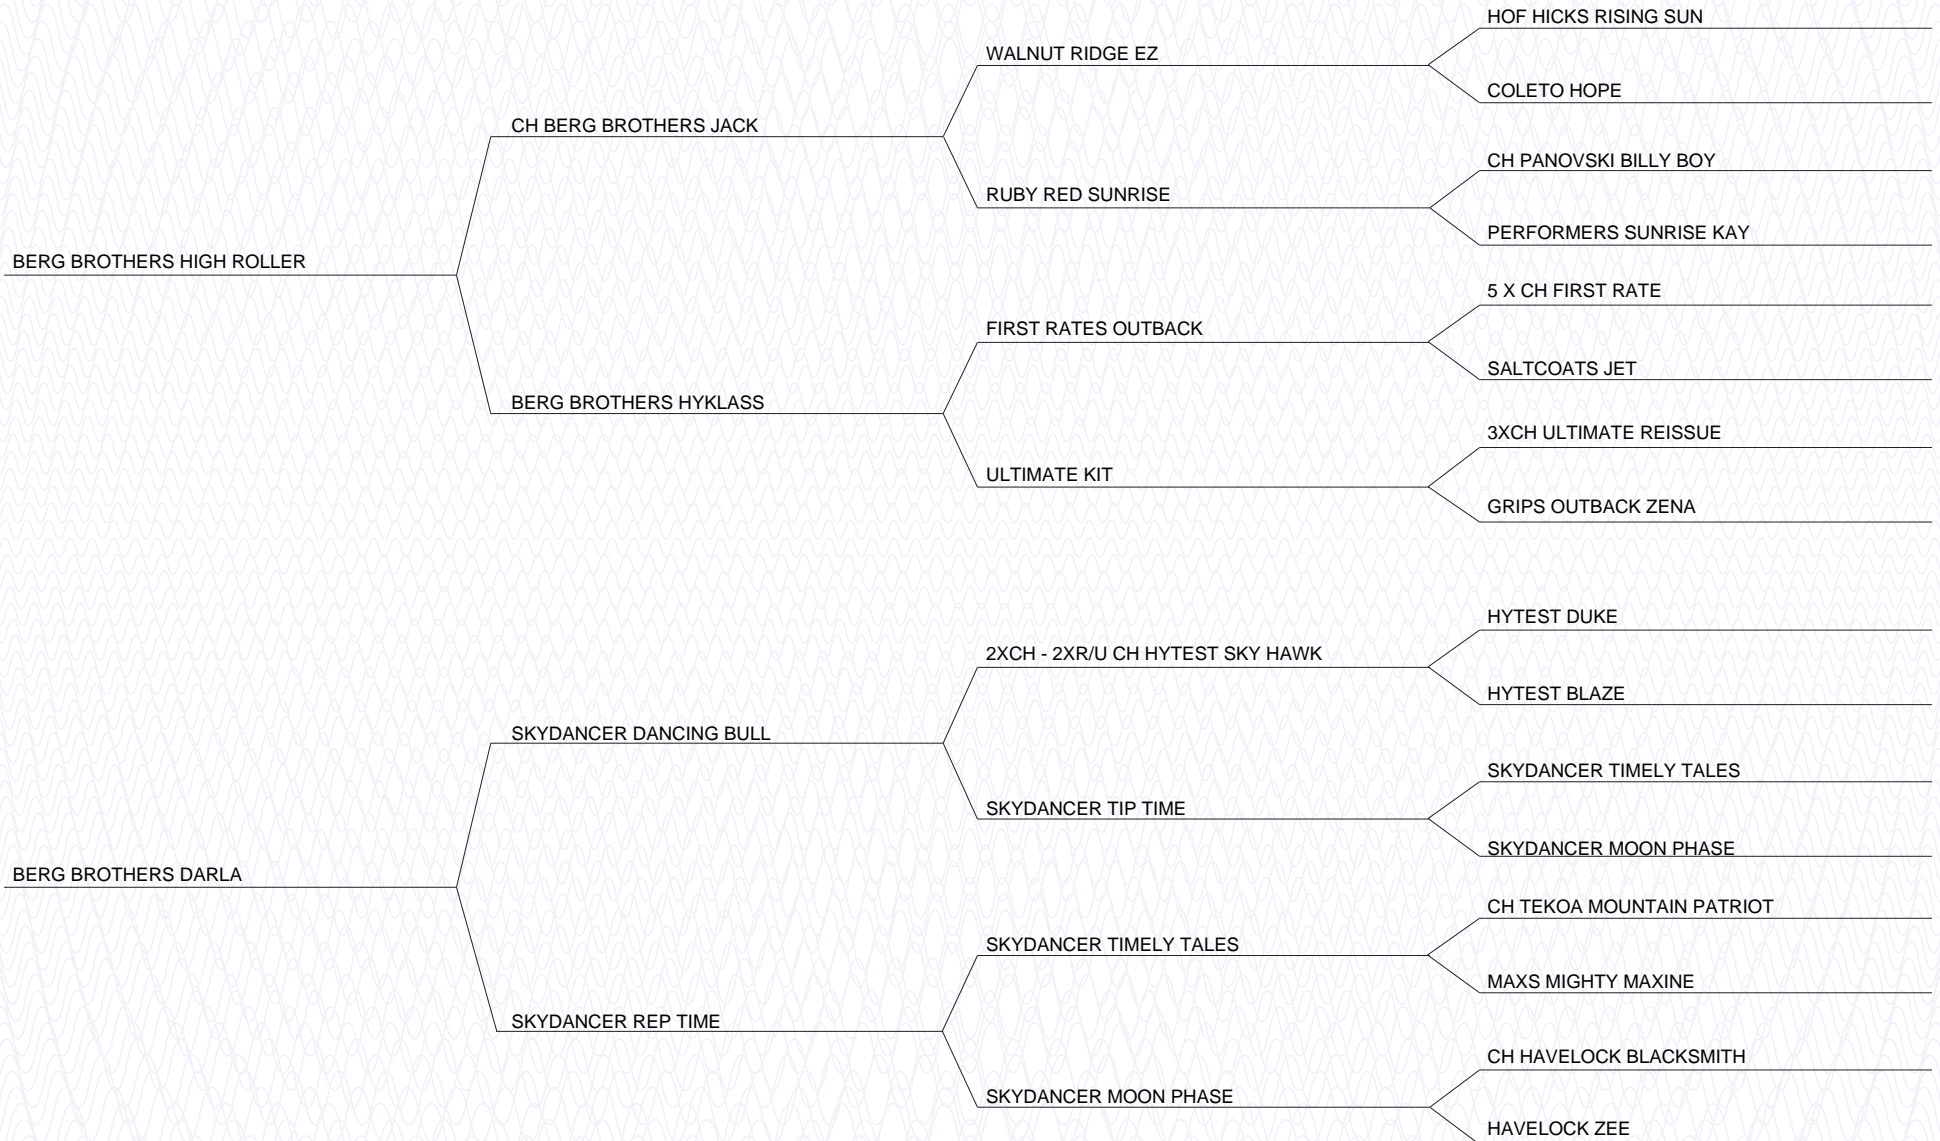 HOF HICKS RISING SUN
WALNUT RIDGE EZ
COLETO HOPE
CH BERG BROTHERS JACK
CH PANOVSKI BILLY BOY
RUBY RED SUNRISE
PERFORMERS SUNRISE KAY
BERG BROTHERS HIGH ROLLER
5 X CH FIRST RATE
FIRST RATES OUTBACK
SALTCOATS JET
BERG BROTHERS HYKLASS
3XCH ULTIMATE REISSUE
ULTIMATE KIT
GRIPS OUTBACK ZENA
HYTEST DUKE
2XCH - 2XR/U CH HYTEST SKY HAWK
HYTEST BLAZE
SKYDANCER DANCING BULL
SKYDANCER TIMELY TALES
SKYDANCER TIP TIME
SKYDANCER MOON PHASE
BERG BROTHERS DARLA
CH TEKOA MOUNTAIN PATRIOT
SKYDANCER TIMELY TALES
MAXS MIGHTY MAXINE
SKYDANCER REP TIME
CH HAVELOCK BLACKSMITH
SKYDANCER MOON PHASE
HAVELOCK ZEE